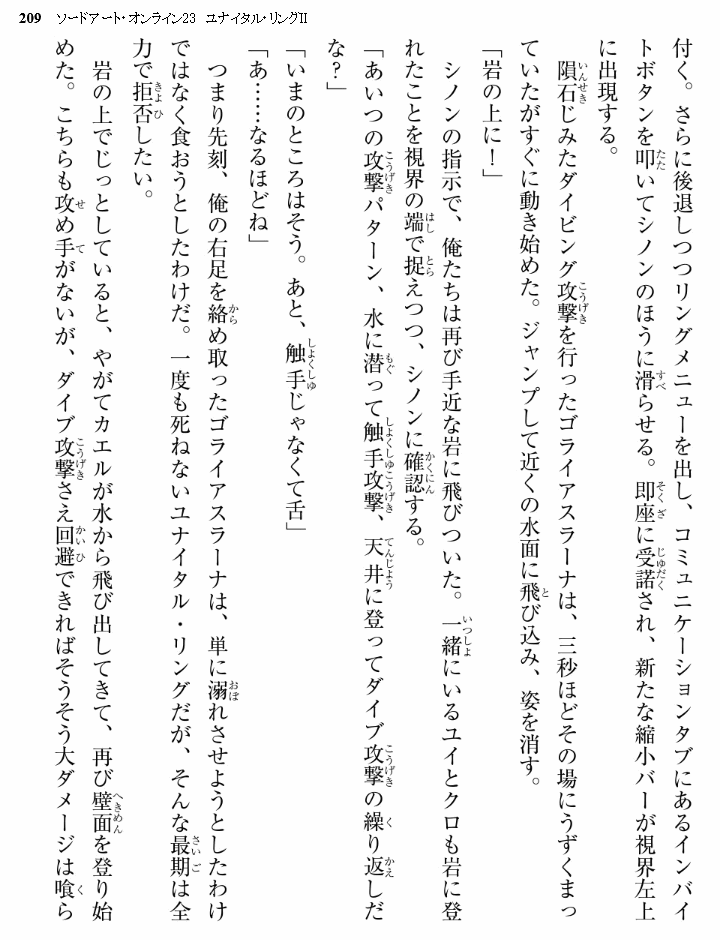 209 ソードアート・オンライン23 ユナイタル・リングII
付く。さらに後退しつつリングメニューを出し、コミュニケーションタブにあるインバイ
トボタンを叩いてシノンのほうに滑らせる。即座に受諾され、新たな縮小バーが視界左上
に出現する。
隕石じみたダイビング攻撃を行ったゴライアスラーナは、三秒ほどその場にうずくまっ
ていたがすぐに動き始めた。ジャンプして近くの水面に飛び込み、姿を消す。
「岩の上に！」
シノンの指示で、俺たちは再び手近な岩に飛びついた。一緒にいるユイとクロも岩に登
れたことを視界の端で捉えつつ、シノンに確認する。
「あいつの攻撃パターン、水に潜って触手攻撃、天井に登ってダイブ攻撃の繰り返しだ
な？」
「いまのところはそう。あと、触手じゃなくて舌」
「あ……なるほどね」
つまり先刻、俺の右足を絡め取ったゴライアスラーナは、単に溺れさせようとしたわけ
ではなく食おうとしたわけだ。一度も死ねないユナイタル・リングだが、そんな最期は全
力で拒否したい。
岩の上でじっとしていると、やがてカエルが水から飛び出してきて、再び壁面を登り始
めた。こちらも攻め手がないが、ダイブ攻撃さえ回避できればそうそう大ダメージは喰ら